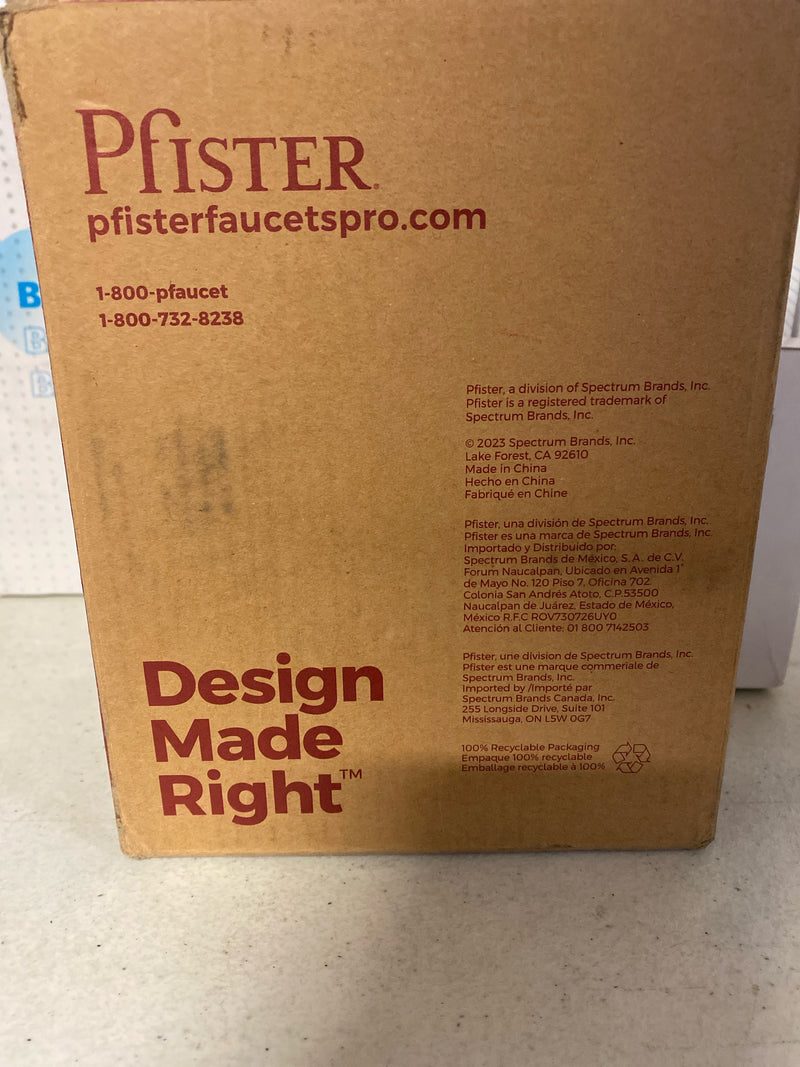 Pfister.
pfisterfaucetspro.com
1-800-pfaucet
1-800-732-8238
Pfister, a division of Spectrum Brands, Inc.
Pfister is a registered trademark of
Spectrum Brands, Inc.
© 2023 Spectrum Brands, Inc.
Lake Forest, CA 92610
Made in China
Hecho en China
Fabriqué en Chine
Pfister, una división de Spectrum Brands, Inc.
Pfister es una marca de Spectrum Brands, Inc.
Importado y Distribuido por:
Spectrum Brands de México, S.A. de C.V.
Forum Naucalpan, Ubicado en Avenida 1°
de Mayo No. 120 Piso 7, Oficina 702.
Colonia San Andrés Atoto, C.P.53500
Naucalpan de Juárez, Estado de México,
México R.F.C ROV730726UY0
Atención al Cliente: 01 800 7142503
Pfister, une division de Spectrum Brands, Inc.
Pfister est une marque commeriale de
Spectrum Brands, Inc.
Imported by /Importé par
Spectrum Brands Canada, Inc.
255 Longside Drive, Suite 101
Mississauga, ON L5W 0G7
100% Recyclable Packaging
Empaque 100% recyclable
Emballage recyclable à 100%
Design
Made
Right™
B
B
B